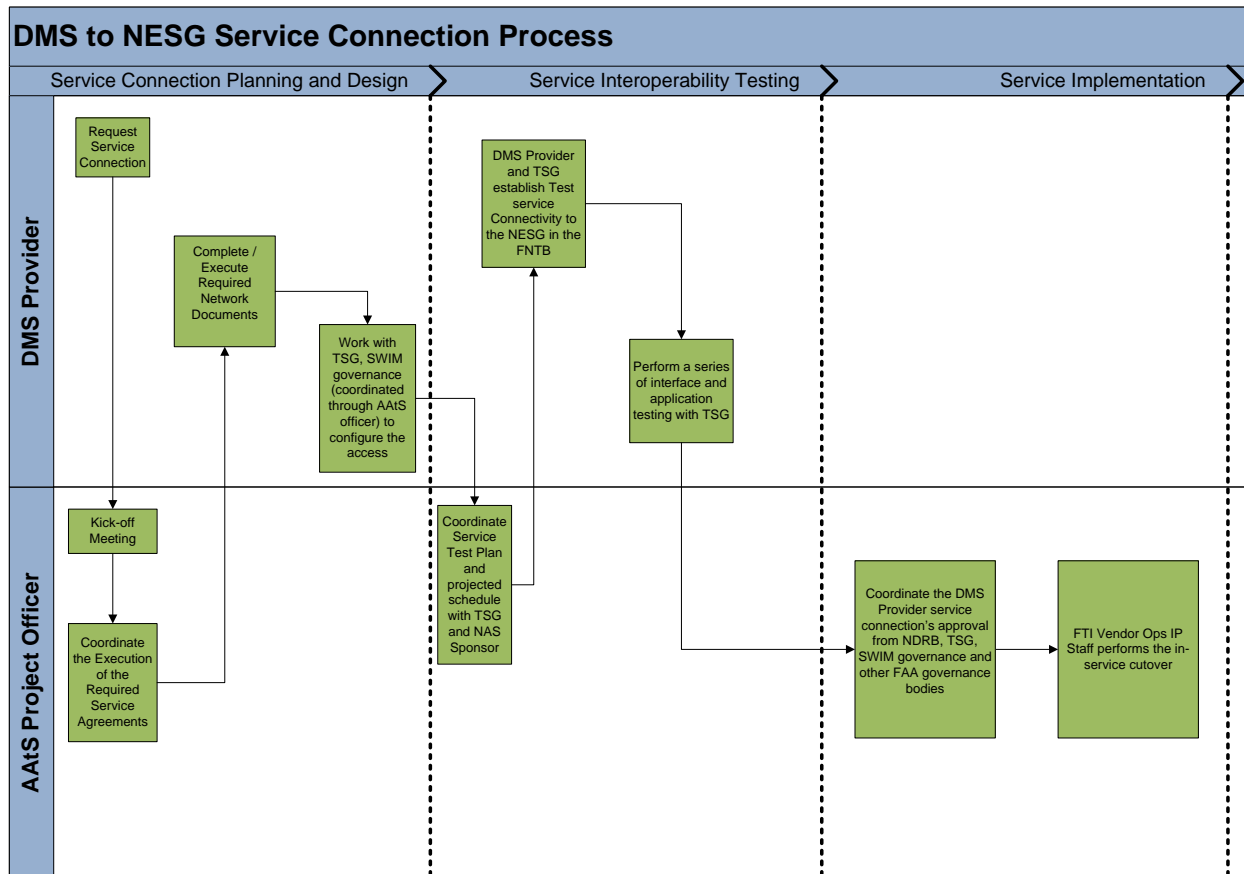 DMS to NESG Service Connection Process
Service Connection Planning and Design
Service Interoperability Testing
Service Implementation
DMS Provider
Request
Service
Connection
Complete /
Execute
Required
Network
Documents
Work with
TSG, SWIM
governance
(coordinated
through AAtS
officer) to
configure the
access
DMS Provider
and TSG
establish Test
service
Connectivity to
the NESG in the
FNTB
Perform a series
of interface and
application
testing with TSG
AAtS Project Officer
Kick-off
Meeting
Coordinate
the Execution
of the
Required
Service
Agreements
Coordinate
Service
Test Plan
and
projected
schedule
with TSG
and NAS
Sponsor
Coordinate the DMS
Provider service
connection's approval
from NDRB, TSG,
SWIM governance and
other FAA governance
bodies
FTI Vendor Ops IP
Staff performs the in-
service cutover